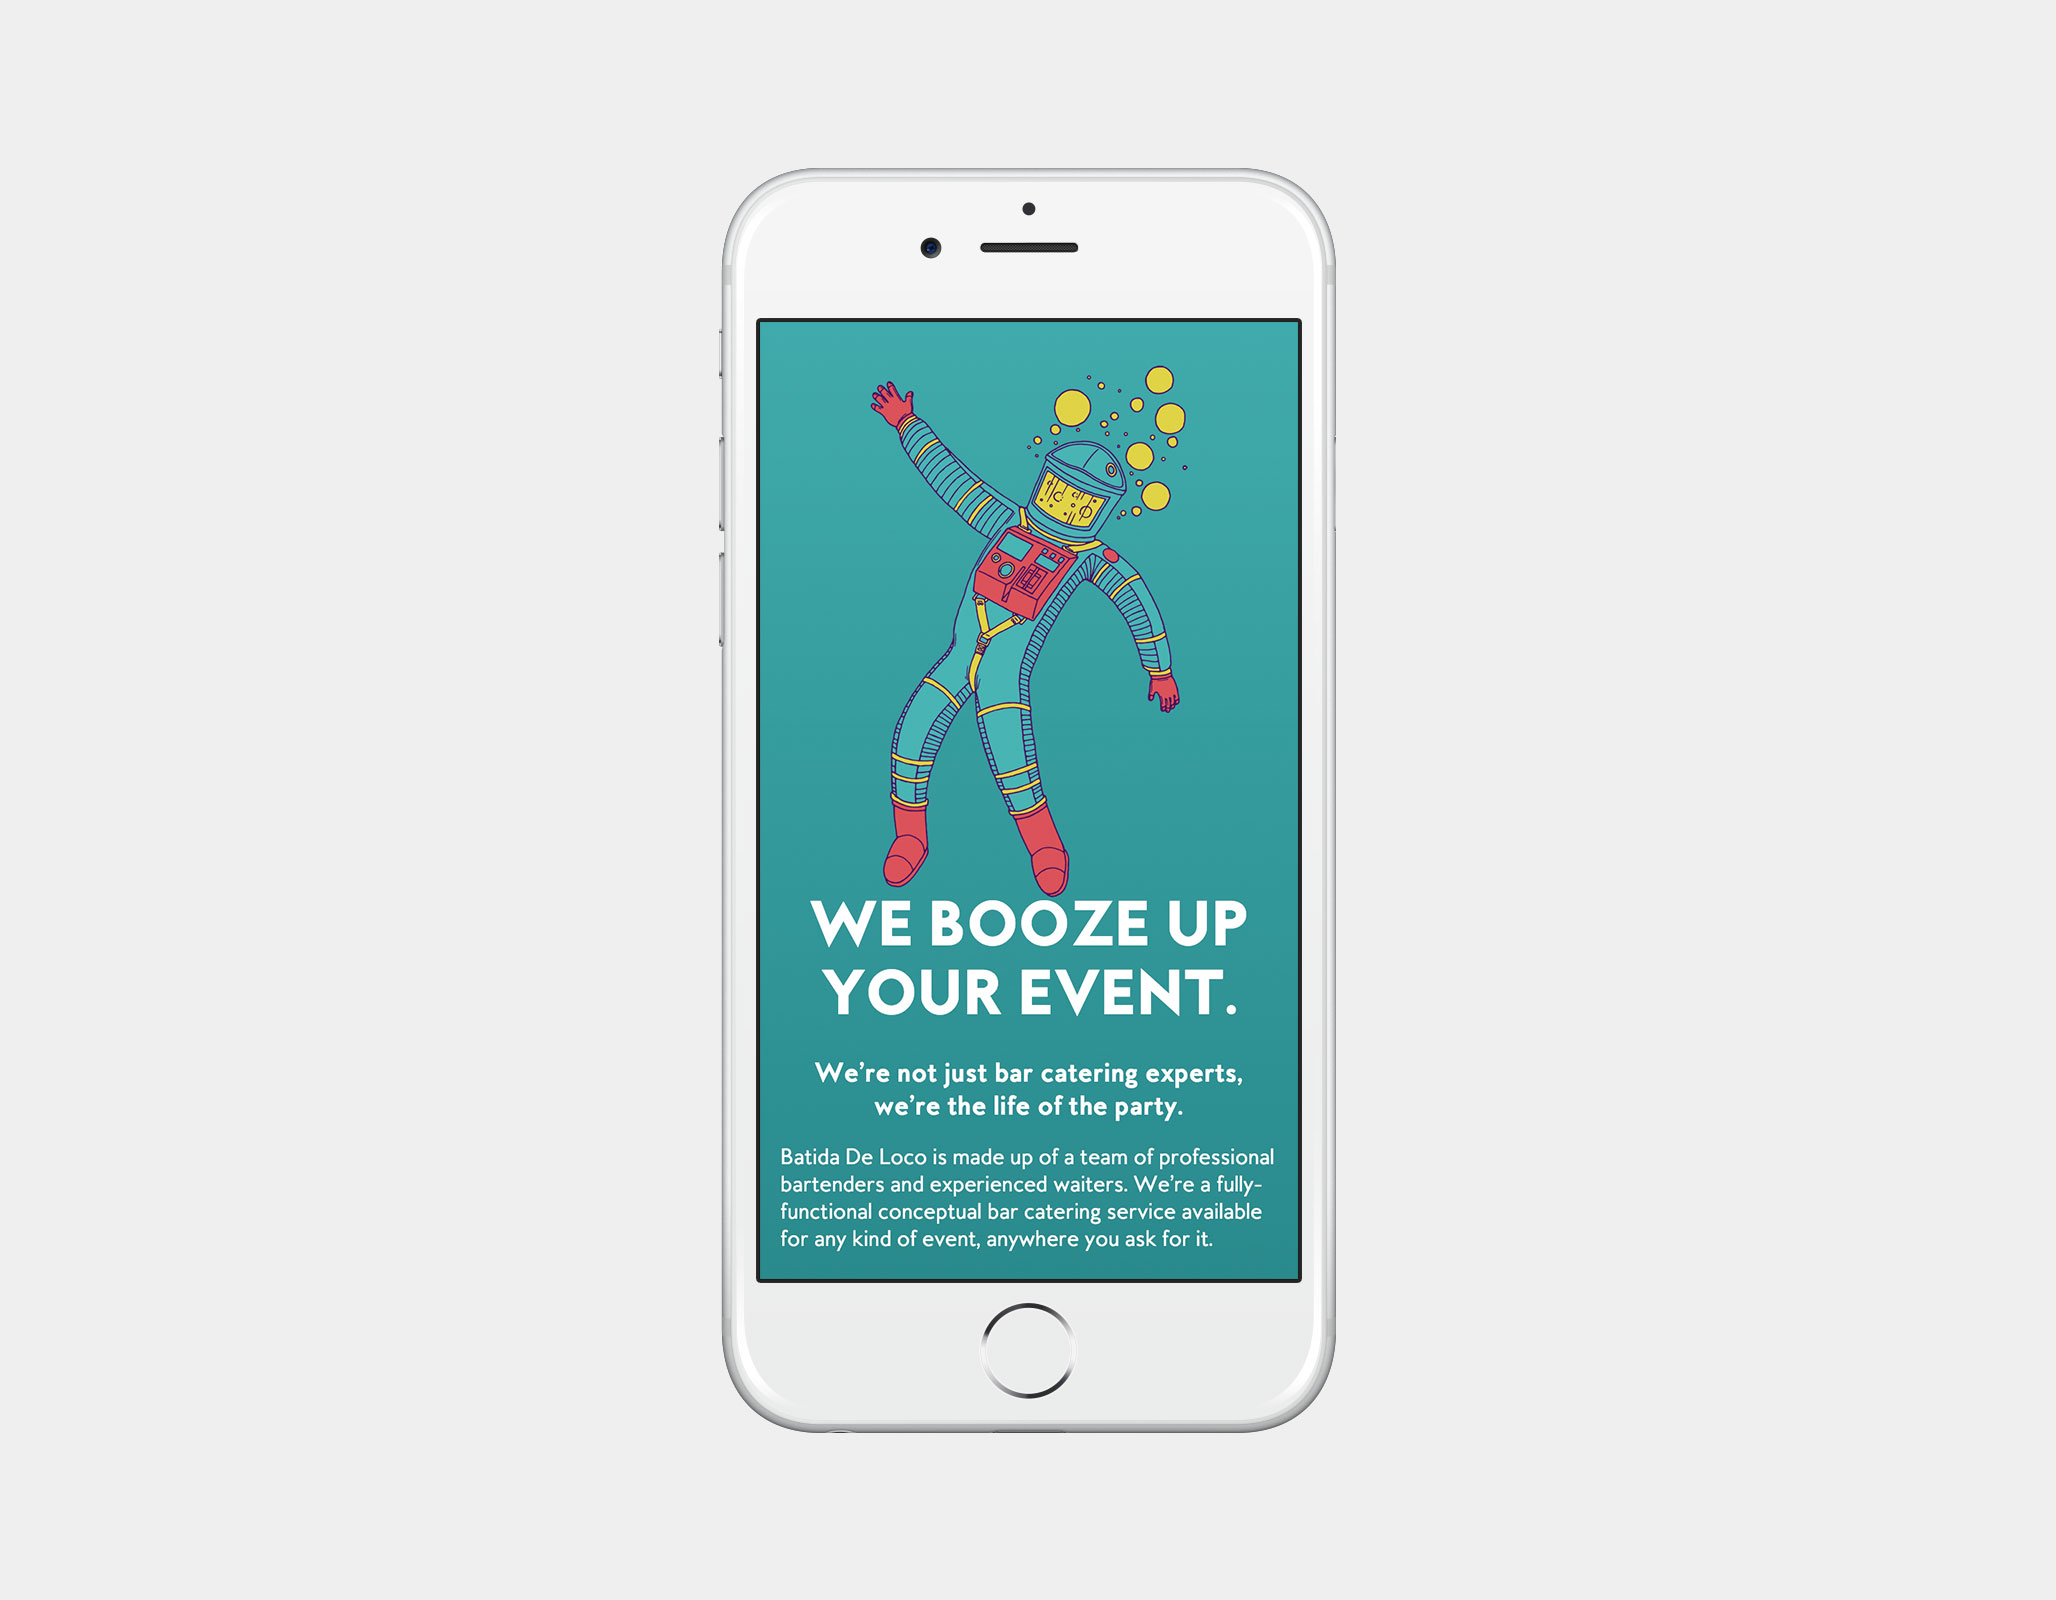 WE BOOZE UP
YOUR EVENT.
We're not just bar catering experts,
we're the life of the party.
Batida De Loco is made up of a team of professional
bartenders and experienced waiters. We're a fully-
functional conceptual bar catering service available
for any kind of event, anywhere you ask for it.